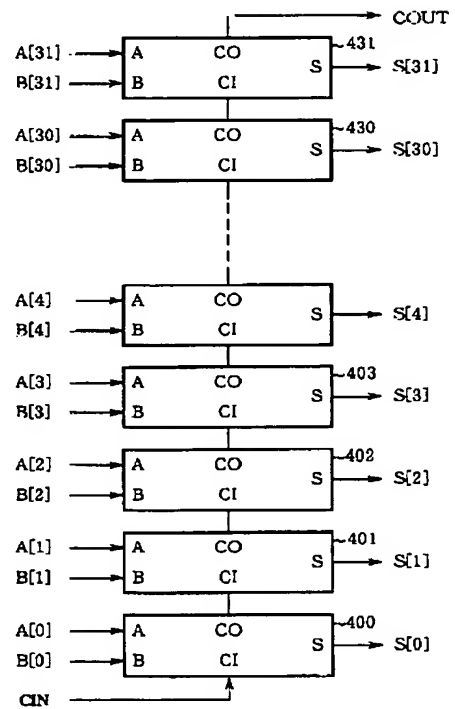 COUT
431
A[31] A CO S S[31]
B[31] B CI
430
A[30] A CO S S[30]
B[30] B CI
A[4] A CO S S[4]
B[4] B CI
403
A[3] A CO S S[3]
B[3] B CI
402
A[2] A CO S S[2]
B[2] B CI
401
A[1] A CO S S[1]
B[1] B CI
400
A[0] A CO S S[0]
B[0] B CI
CIN